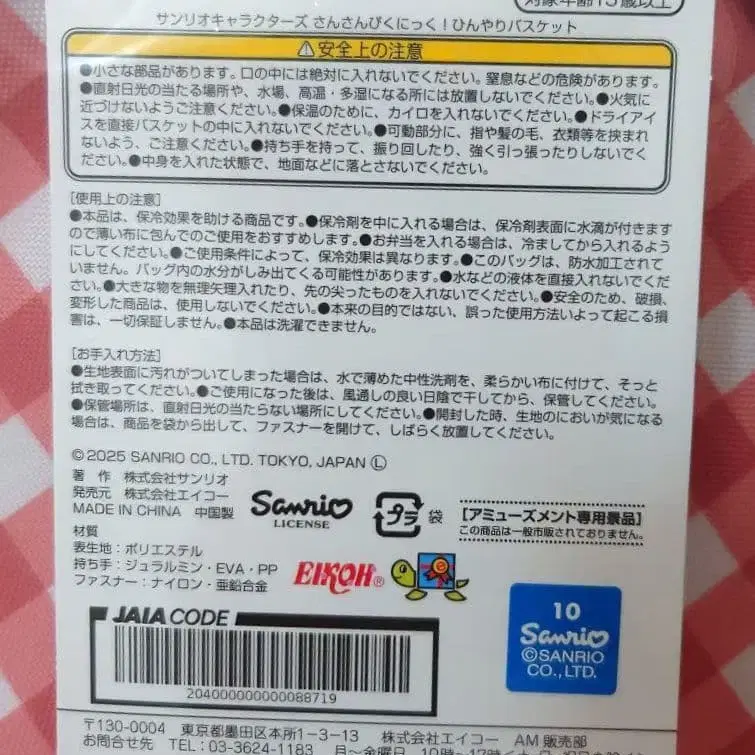 対象年齢15歳以上
サンリオキャラクターズ さんさんぴくにっく！ひんやりバスケット
⚠安全上の注意
●小さな部品があります。口の中には絶対に入れないでください。窒息などの危険があります。
●直射日光の当たる場所や、水場、高温・多湿になる所には放置しないでください。●火気に
近づけないようご注意ください。●保温のために、カイロを入れないでください。●ドライアイ
スを直接バスケットの中に入れないでください。●可動部分に、指や髪の毛、衣類等を挟まれ
ないよう、ご注意ください。●持ち手を持って、振り回したり、強く引っ張ったりしないでく
ださい。●中身を入れた状態で、地面などに落とさないでください。
[使用上の注意]
●本品は、保冷効果を助ける商品です。●保冷剤を中に入れる場合は、保冷剤表面に水滴が付きます
ので薄い布に包んでのご使用をおすすめします。●お弁当を入れる場合は、冷ましてから入れるよう
にしてください。●ご使用条件によって、保冷効果は異なります。●このバッグは、防水加工されて
いません。バッグ内の水分がしみ出てくる可能性があります。●水などの液体を直接入れないでくだ
さい。●大きな物を無理矢理入れたり、先の尖ったものを入れないでください。●安全のため、破損、
変形した商品は、使用しないでください。●本来の目的ではない、誤った使用方法いよって起こる損
害は、一切保証しません。●本品は洗濯できません。
[お手入れ方法]
●生地表面に汚れがついてしまった場合は、水で薄めた中性洗剤を、柔らかい布に付けて、そっと
拭き取ってください。●ご使用になった後は、風通しの良い日陰で干してから、保管してください。
●保管場所は、直射日光の当たらない場所にしてください。●開封した時、生地のにおいが気になる
場合は、商品を袋から出して、ファスナーを開けて、しばらく放置してください。
©2025 SANRIO CO., LTD. TOKYO, JAPAN Ⓛ
著 作 株式会社サンリオ
発売元 株式会社エイコー
MADE IN CHINA 中国製
Sanrio
LICENSE
プラ 袋
[アミューズメント専用景品]
この商品は一般市販されておりません。
材質
表生地：ポリエステル
持ち手：ジュラルミン・EVA・PP
ファスナー：ナイロン・亜鉛合金
EIKOH®
10
Sanrio
©SANRIO
CO.,LTD.
JAIA CODE
204000000000088719
〒130-0004 東京都墨田区本所1-3-13 株式会社エイコー AM販売部
お問合せ先 TEL：03-3624-1183 月～金曜日 10時～17時